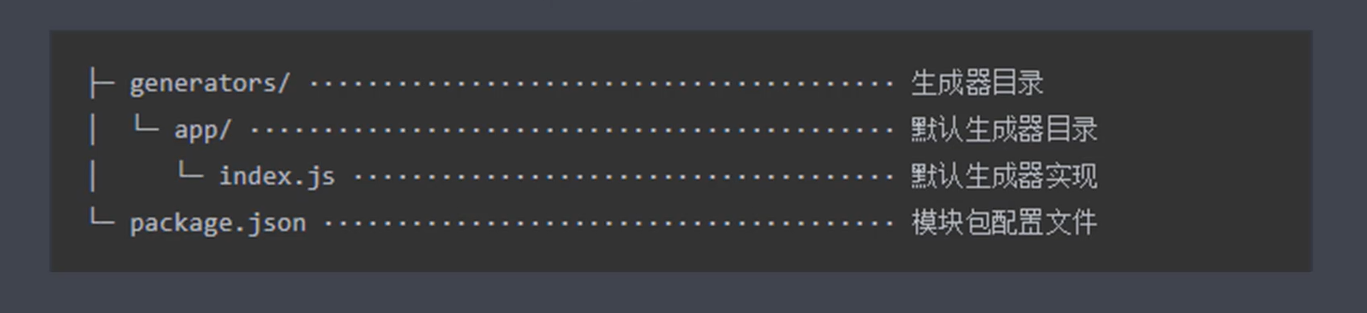 ├─ generators/ ········································ 生成器目录
│  └─ app/ ············································ 默认生成器目录
│     └─ index.js ····································· 默认生成器实现
└─ package.json ······································· 模块包配置文件